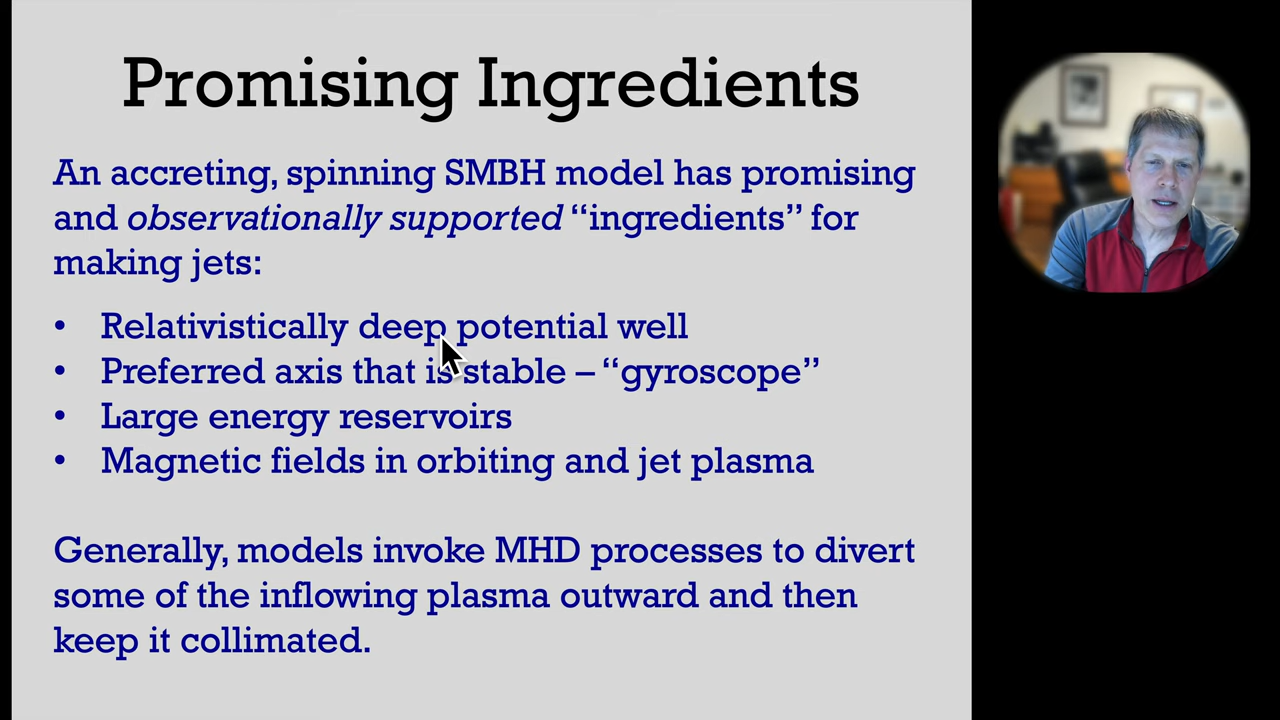 Promising Ingredients
An accreting, spinning SMBH model has promising
and observationally supported “ingredients” for
making jets:
• Relativistically deep potential well
• Preferred axis that is stable – “gyroscope”
• Large energy reservoirs
• Magnetic fields in orbiting and jet plasma
Generally, models invoke MHD processes to divert
some of the inflowing plasma outward and then
keep it collimated.